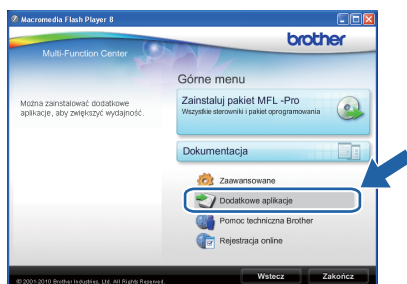 Macromedia Flash Player 8
brother
Multi-Function Center
Górne menu
Można zainstalować dodatkowe
aplikacje, aby zwiększyć wydajność.
Zainstaluj pakiet MFL -Pro
Wszystkie sterowniki i pakiet oprogramowania
Dokumentacja
Zaawansowane
Dodatkowe aplikacje
Pomoc techniczna Brother
Rejestracja online
© 2001-2010 Brother Industries, Ltd. All Rights Reserved.
Wstecz
Zakończ